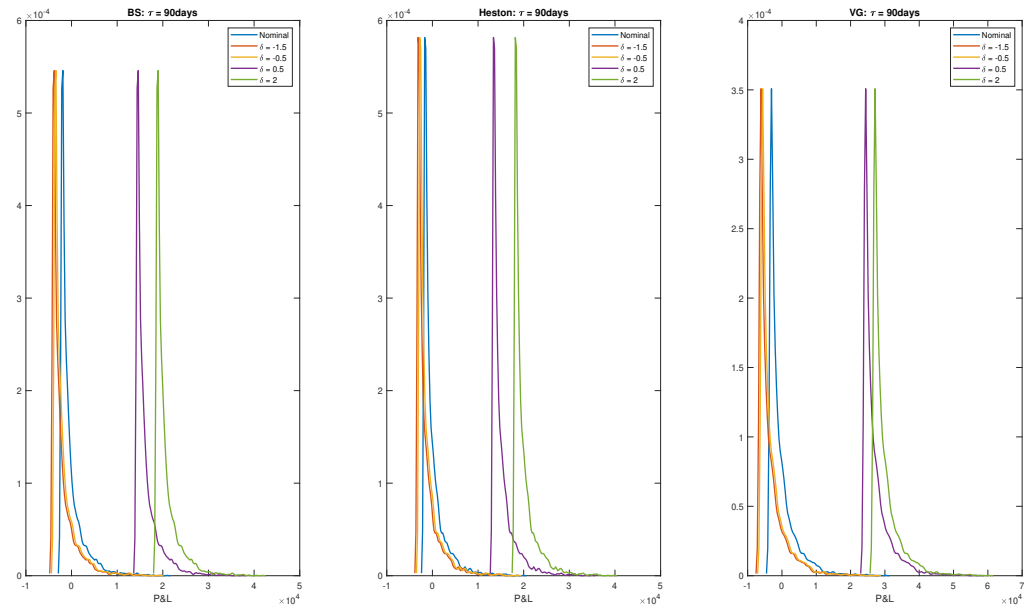 BS: τ = 90days
×10⁻⁴
6
5
4
3
2
1
0
-1 0 1 2 3 4 5
P&L
×10⁴
Nominal
δ = -1.5
δ = -0.5
δ = 0.5
δ = 2
Heston: τ = 90days
×10⁻⁴
6
5
4
3
2
1
0
-1 0 1 2 3 4 5
P&L
×10⁴
Nominal
δ = -1.5
δ = -0.5
δ = 0.5
δ = 2
VG: τ = 90days
×10⁻⁴
4
3.5
3
2.5
2
1.5
1
0.5
0
-1 0 1 2 3 4 5 6 7
P&L
×10⁴
Nominal
δ = -1.5
δ = -0.5
δ = 0.5
δ = 2